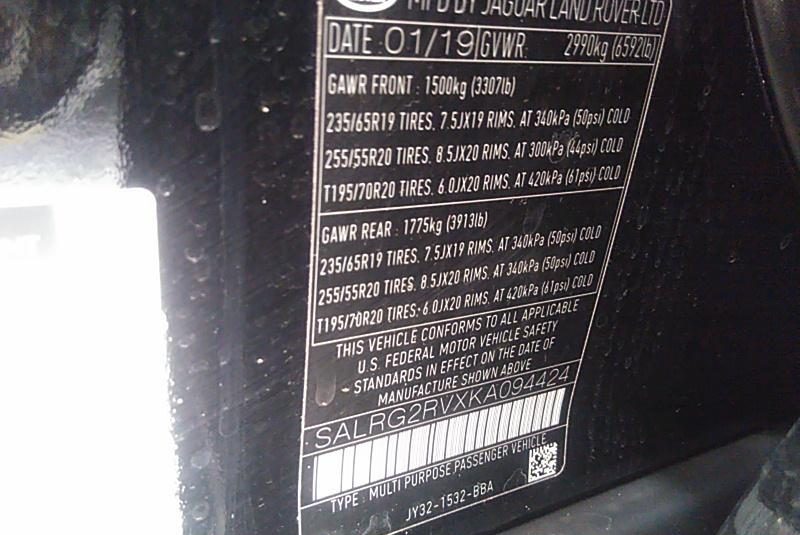 MFD BY JAGUAR LAND ROVER LTD
DATE: 01/19 GVWR: 2990kg (6592lb)
GAWR FRONT : 1500kg (3307lb)
235/65R19 TIRES, 7.5JX19 RIMS, AT 340kPa (50psi) COLD
255/55R20 TIRES, 8.5JX20 RIMS, AT 300kPa (44psi) COLD
T195/70R20 TIRES, 6.0JX20 RIMS, AT 420kPa (61psi) COLD
GAWR REAR : 1775kg (3913lb)
235/65R19 TIRES, 7.5JX19 RIMS, AT 340kPa (50psi) COLD
255/55R20 TIRES, 8.5JX20 RIMS, AT 340kPa (50psi) COLD
T195/70R20 TIRES, 6.0JX20 RIMS, AT 420kPa (61psi) COLD
THIS VEHICLE CONFORMS TO ALL APPLICABLE
U.S. FEDERAL MOTOR VEHICLE SAFETY
STANDARDS IN EFFECT ON THE DATE OF
MANUFACTURE SHOWN ABOVE
SALRG2RVXKA094424
TYPE : MULTI PURPOSE PASSENGER VEHICLE
JY32-1532-BBA